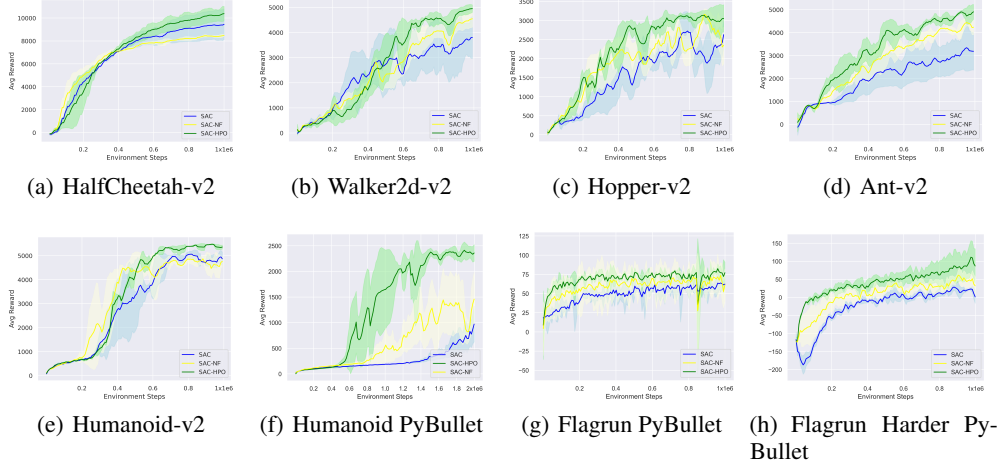 10000
8000
6000
4000
2000
0
Avg Reward
0.2 0.4 0.6 0.8 1x1e6
Environment Steps
SAC
SAC-NF
SAC-HPO
(a) HalfCheetah-v2
5000
4000
3000
2000
1000
0
Avg Reward
0.2 0.4 0.6 0.8 1x1e6
Environment Steps
SAC
SAC-NF
SAC-HPO
(b) Walker2d-v2
3500
3000
2500
2000
1500
1000
500
0
Avg Reward
0.2 0.4 0.6 0.8 1x1e6
Environment Steps
SAC
SAC-NF
SAC-HPO
(c) Hopper-v2
5000
4000
3000
2000
1000
0
Avg Reward
0.2 0.4 0.6 0.8 1x1e6
Environment Steps
SAC
SAC-NF
SAC-HPO
(d) Ant-v2
5000
4000
3000
2000
1000
0
Avg Reward
0.2 0.4 0.6 0.8 1x1e6
Environment Steps
SAC
SAC-NF
SAC-HPO
(e) Humanoid-v2
2500
2000
1500
1000
500
0
Avg Reward
0.2 0.4 0.6 0.8 1.0 1.2 1.4 1.6 1.8 2x1e6
Environment Steps
SAC
SAC-HPO
SAC-NF
(f) Humanoid PyBullet
125
100
75
50
25
0
−25
−50
Avg Reward
0.2 0.4 0.6 0.8 1x1e6
Environment Steps
SAC
SAC-NF
SAC-HPO
(g) Flagrun PyBullet
150
100
50
0
−50
−100
−150
−200
Avg Reward
0.2 0.4 0.6 0.8 1x1e6
Environment Steps
SAC
SAC-NF
SAC-HPO
(h) Flagrun Harder Py-
Bullet